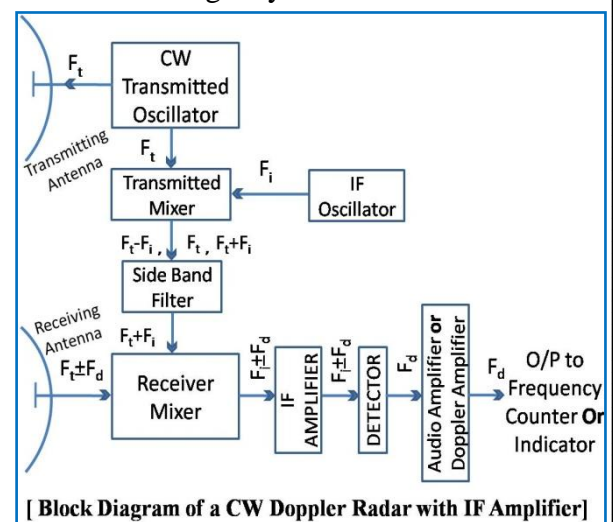 F_t
CW
Transmitted
Oscillator
Transmitting
Antenna
F_t
Transmitted
Mixer
F_i
IF
Oscillator
F_t-F_i , F_t , F_t+F_i
Side Band
Filter
Receiving
Antenna
F_t+F_i
F_t±F_d
Receiver
Mixer
F_i±F_d
IF
AMPLIFIER
F_i±F_d
DETECTOR
F_d
Audio Amplifier or
Doppler Amplifier
F_d
O/P to
Frequency
Counter Or
Indicator
[ Block Diagram of a CW Doppler Radar with IF Amplifier]